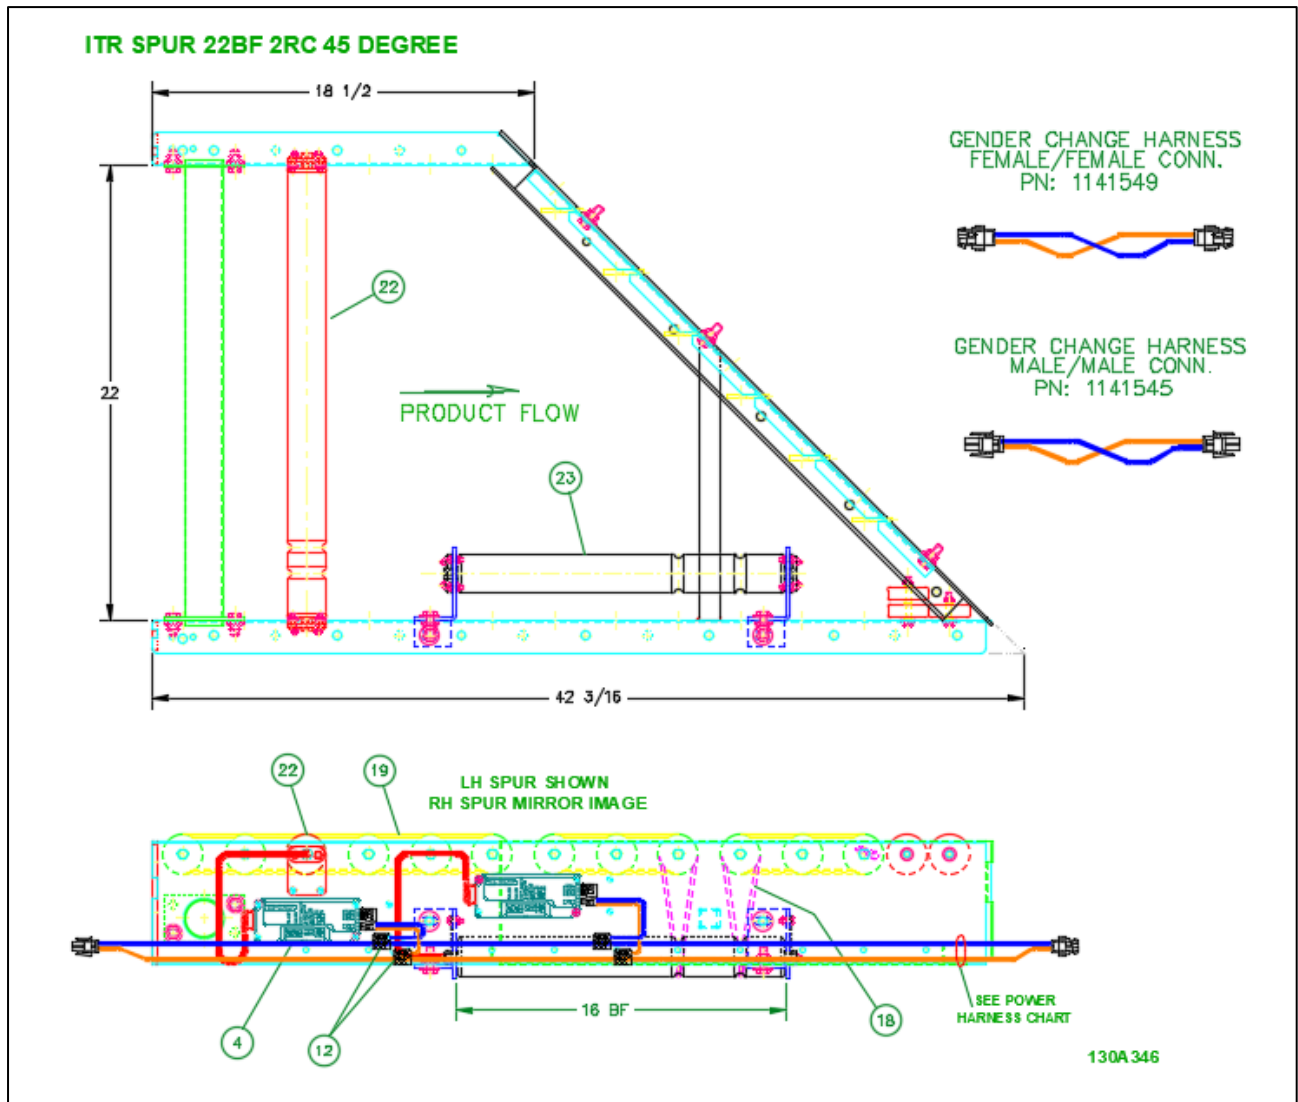 ITR SPUR 22BF 2RC 45 DEGREE
18 1/2
GENDER CHANGE HARNESS
FEMALE/FEMALE CONN.
PN: 1141549
22
22
PRODUCT FLOW
GENDER CHANGE HARNESS
MALE/MALE CONN.
PN: 1141545
23
42 3/16
22
19
LH SPUR SHOWN
RH SPUR MIRROR IMAGE
16 BF
18
SEE POWER
HARNESS CHART
4
12
130A346